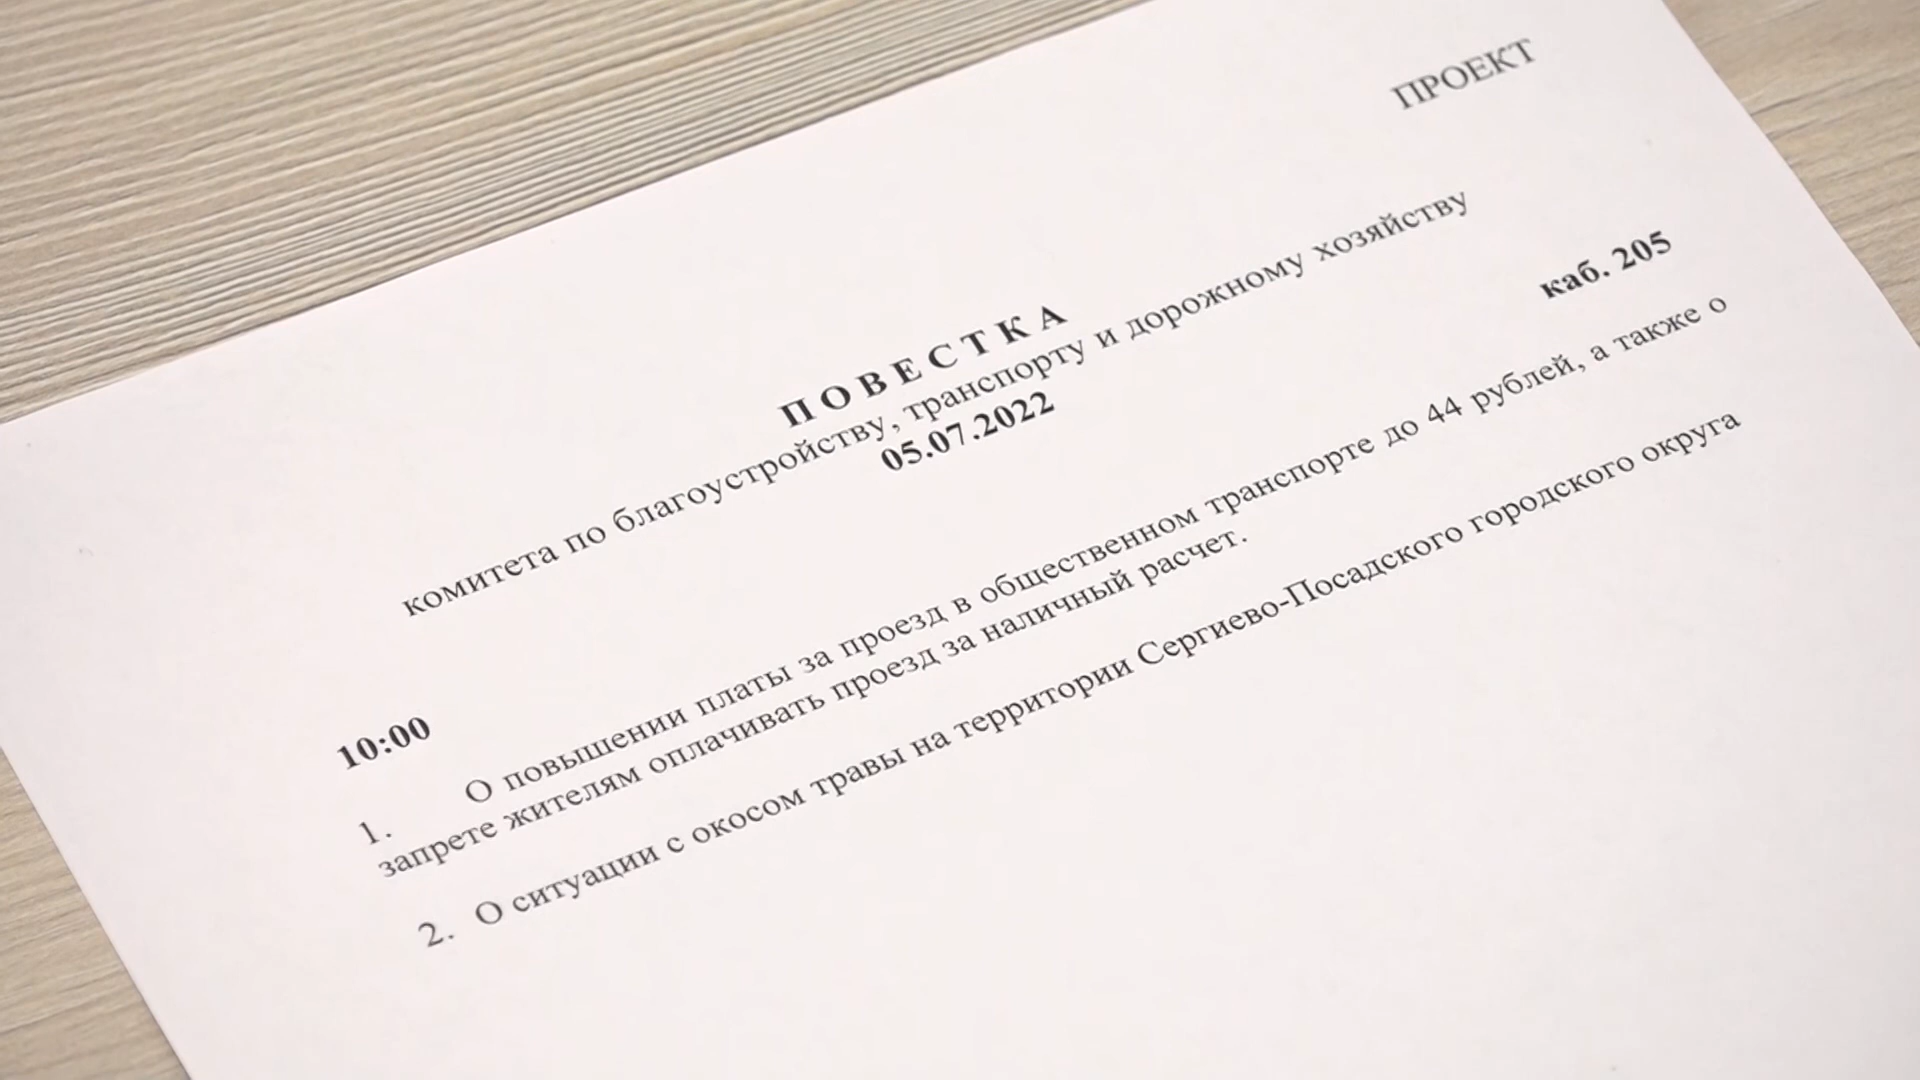 ПРОЕКТ
ПОВЕСТКА
комитета по благоустройству, транспорту и дорожному хозяйству
05.07.2022
10:00 каб. 205
1. О повышении платы за проезд в общественном транспорте до 44 рублей, а также о
запрете жителям оплачивать проезд за наличный расчет.
2. О ситуации с окосом травы на территории Сергиево-Посадского городского округа